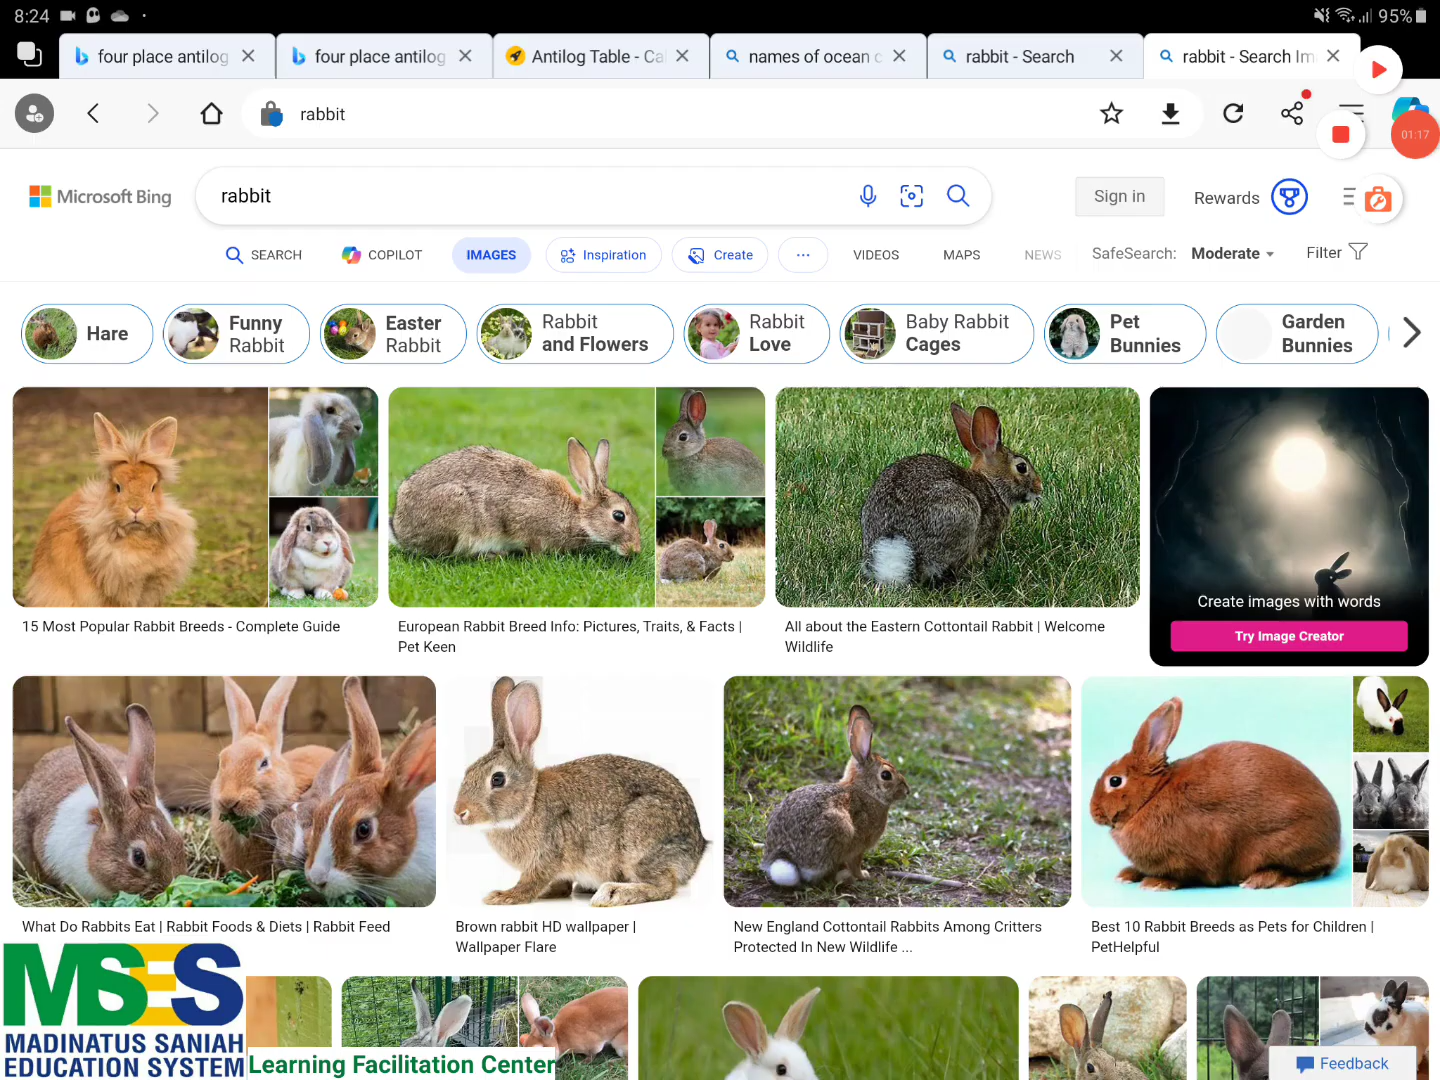 8:24
95%
four place antilog
four place antilog
Antilog Table - Ca
names of ocean c
rabbit - Search
rabbit - Search Im
rabbit
01:17
Microsoft Bing
rabbit
Sign in
Rewards
SEARCH
COPILOT
IMAGES
Inspiration
Create
...
VIDEOS
MAPS
NEWS
SafeSearch: Moderate
Filter
Hare
Funny
Rabbit
Easter
Rabbit
Rabbit
and Flowers
Rabbit
Love
Baby Rabbit
Cages
Pet
Bunnies
Garden
Bunnies
15 Most Popular Rabbit Breeds - Complete Guide
European Rabbit Breed Info: Pictures, Traits, & Facts |
Pet Keen
All about the Eastern Cottontail Rabbit | Welcome
Wildlife
Create images with words
Try Image Creator
What Do Rabbits Eat | Rabbit Foods & Diets | Rabbit Feed
Brown rabbit HD wallpaper |
Wallpaper Flare
New England Cottontail Rabbits Among Critters
Protected In New Wildlife ...
Best 10 Rabbit Breeds as Pets for Children |
PetHelpful
MSES
MADINATUS SANIAH
EDUCATION SYSTEM
Learning Facilitation Center
Feedback